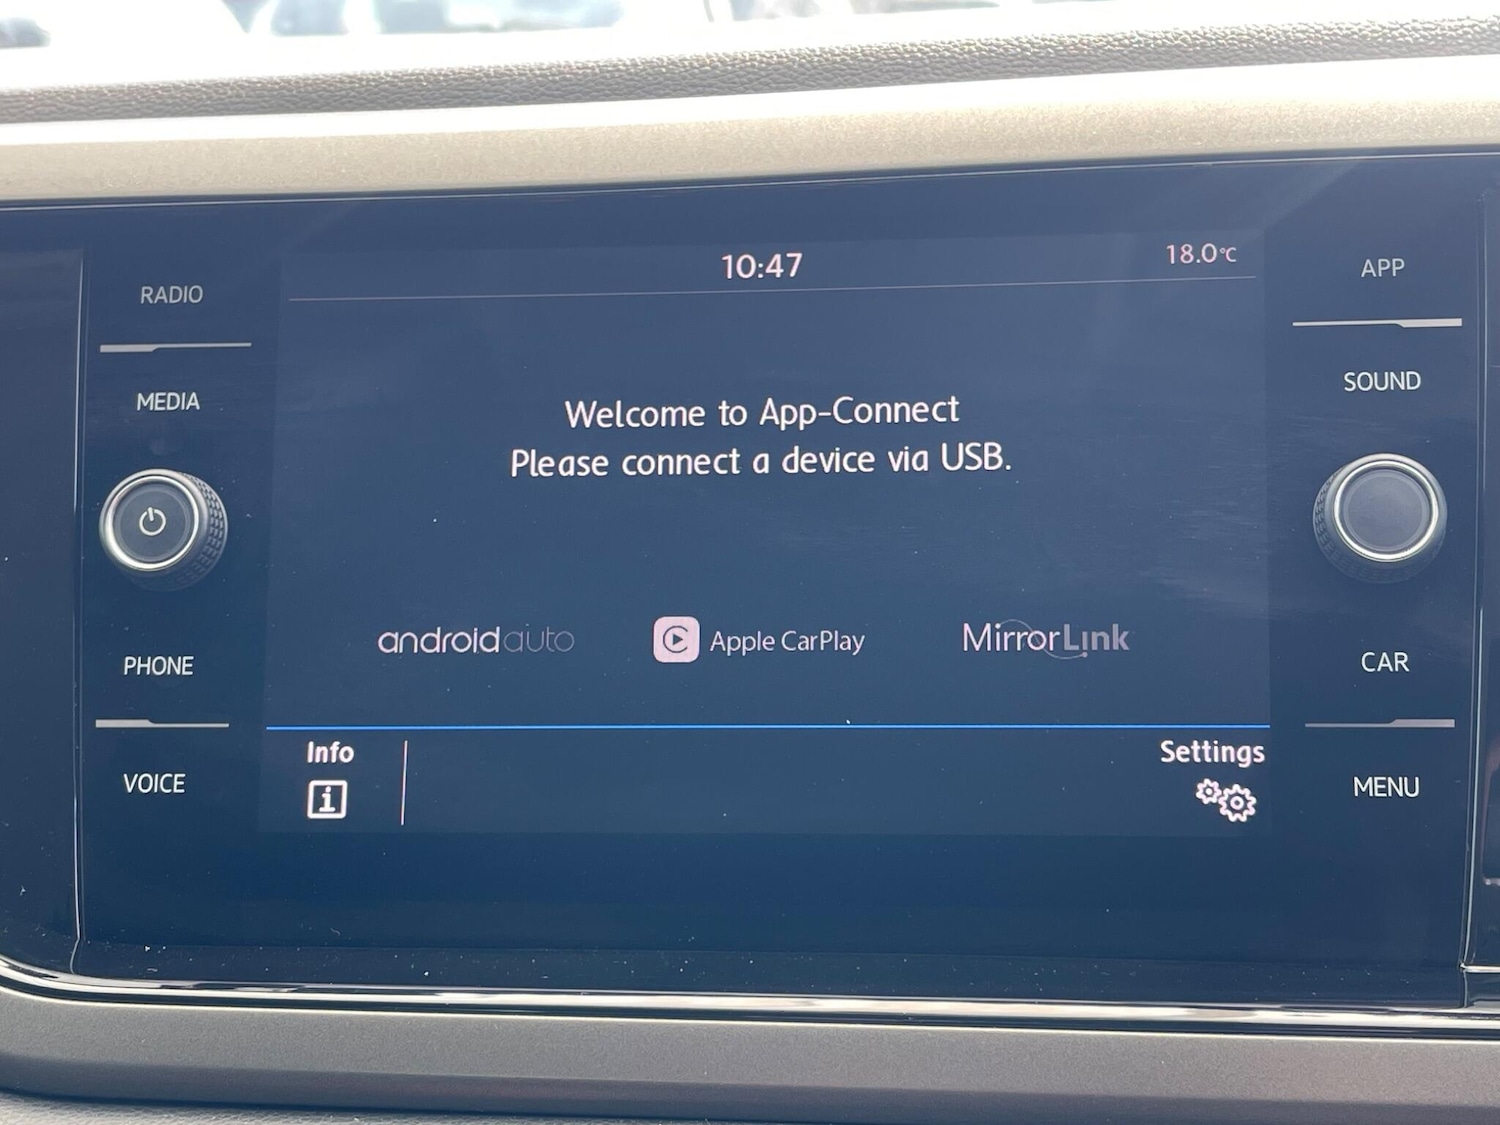 10:47
18.0°C
RADIO
MEDIA
PHONE
VOICE
Welcome to App-Connect
Please connect a device via USB.
androidauto
Apple CarPlay
MirrorLink
Info
i
Settings
APP
SOUND
CAR
MENU